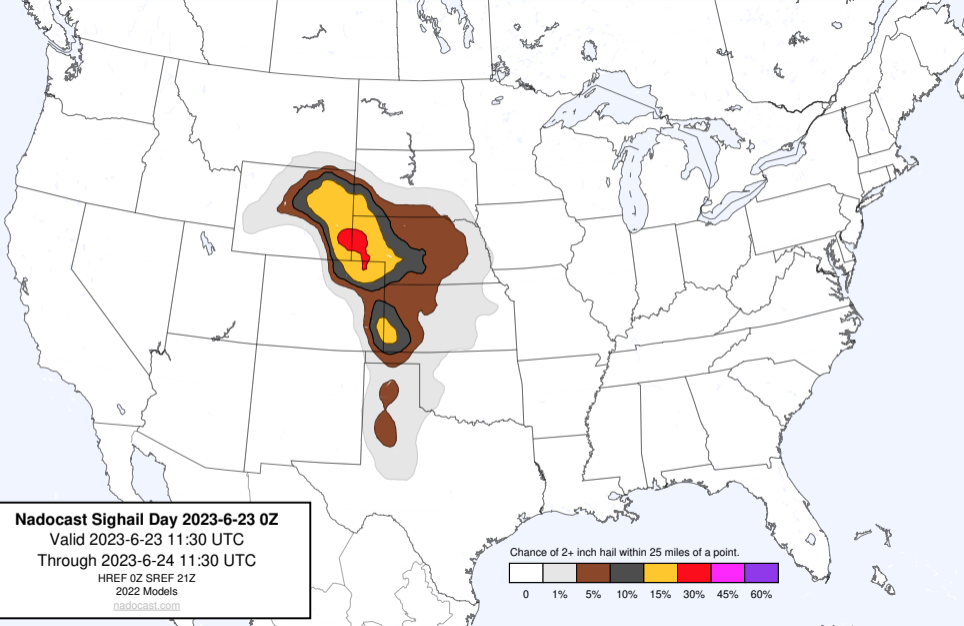 Nadocast Sighail Day 2023-6-23 0Z
Valid 2023-6-23 11:30 UTC
Through 2023-6-24 11:30 UTC
HREF 0Z SREF 21Z
2022 Models
nadocast.com
Chance of 2+ inch hail within 25 miles of a point.
0 1% 5% 10% 15% 30% 45% 60%